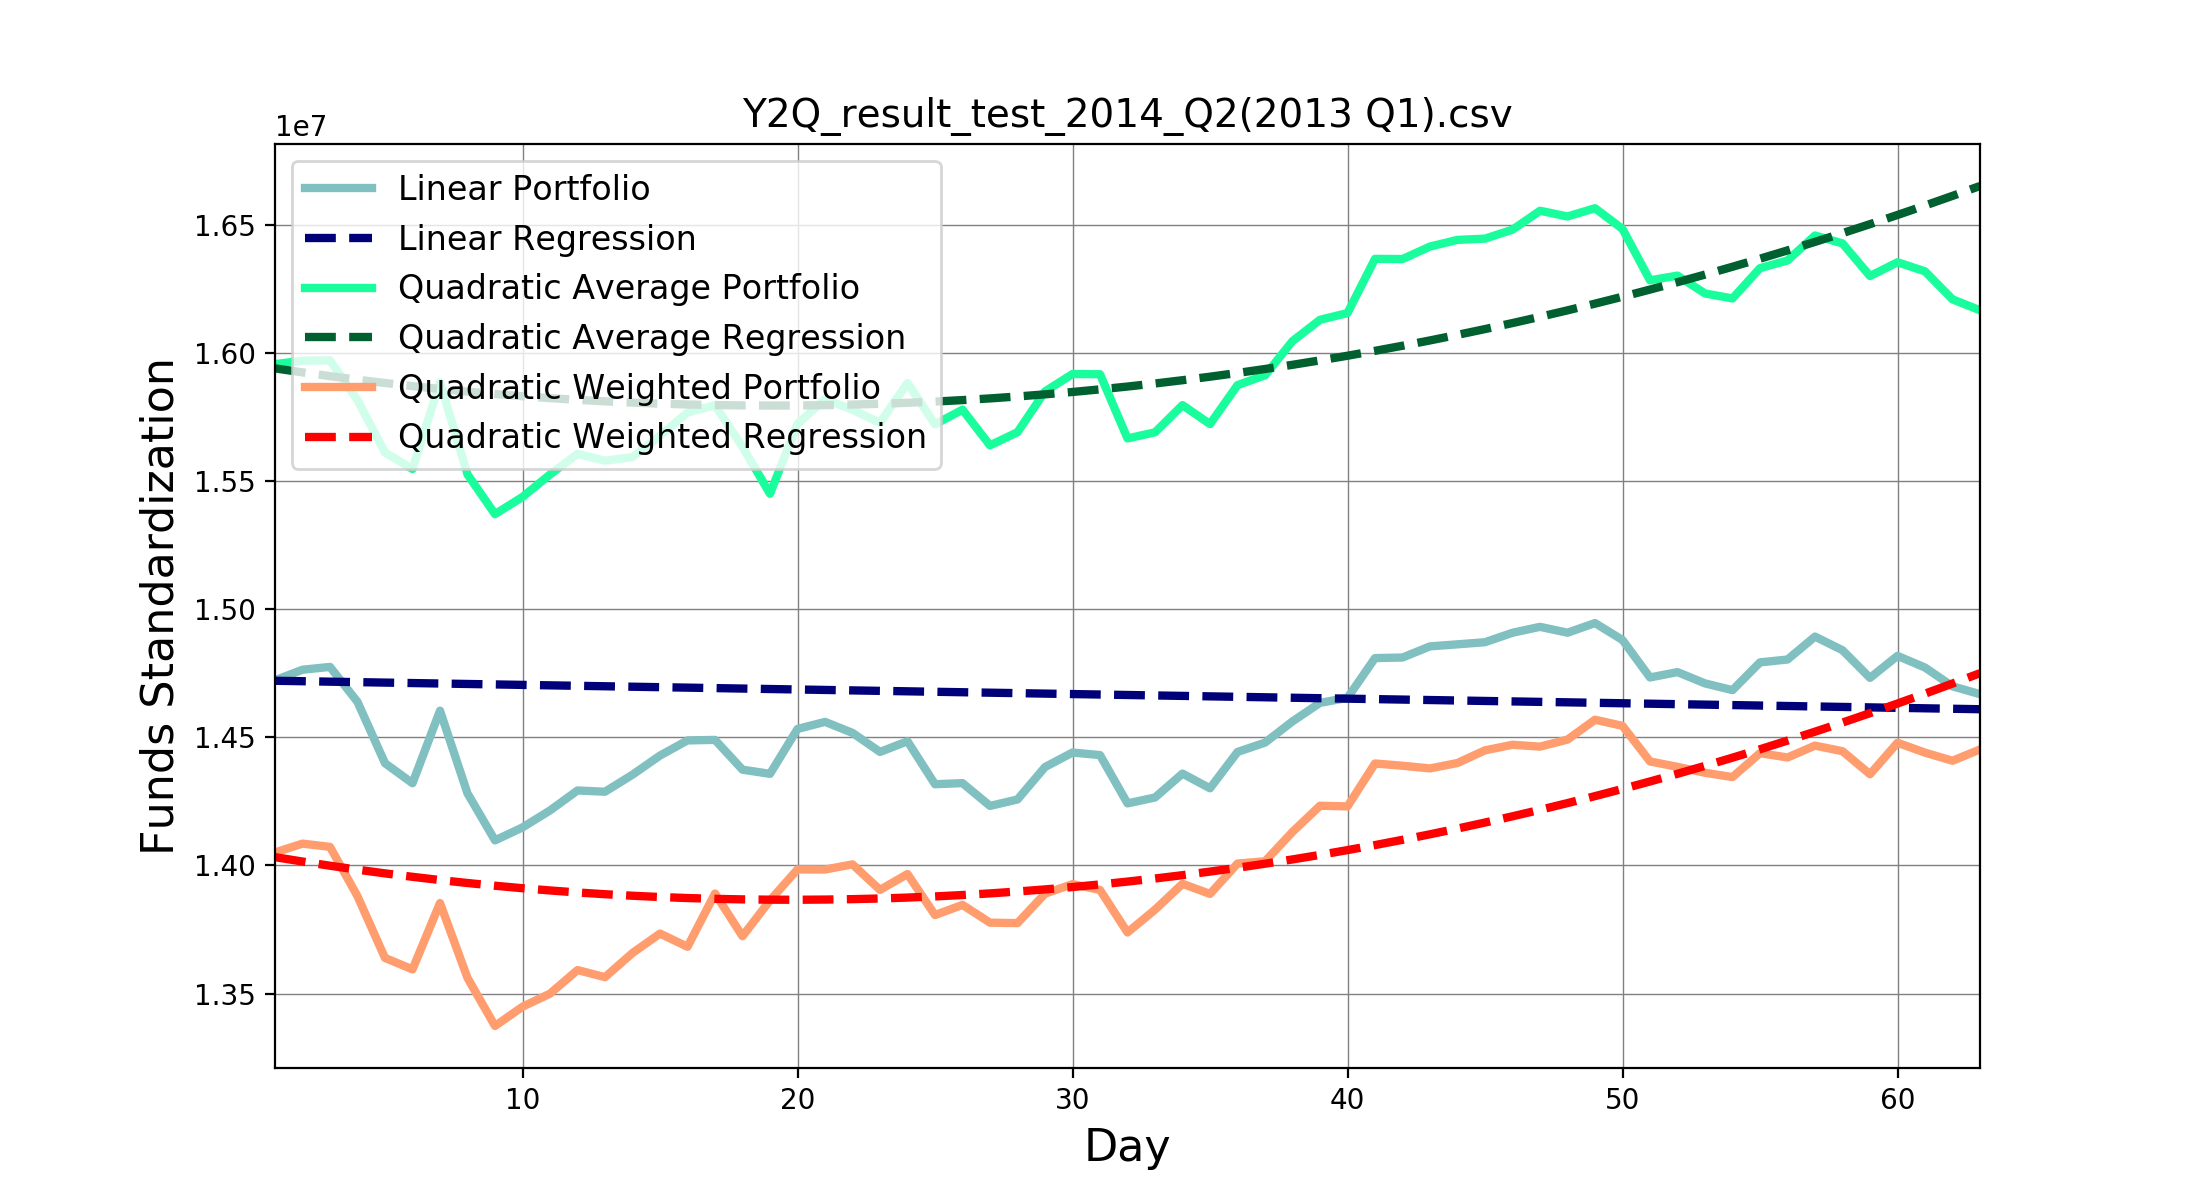 Y2Q_result_test_2014_Q2(2013 Q1).csv
1e7
Linear Portfolio
Linear Regression
Quadratic Average Portfolio
Quadratic Average Regression
Quadratic Weighted Portfolio
Quadratic Weighted Regression
1.65
1.60
1.55
1.50
1.45
1.40
1.35
Funds Standardization
10 20 30 40 50 60
Day